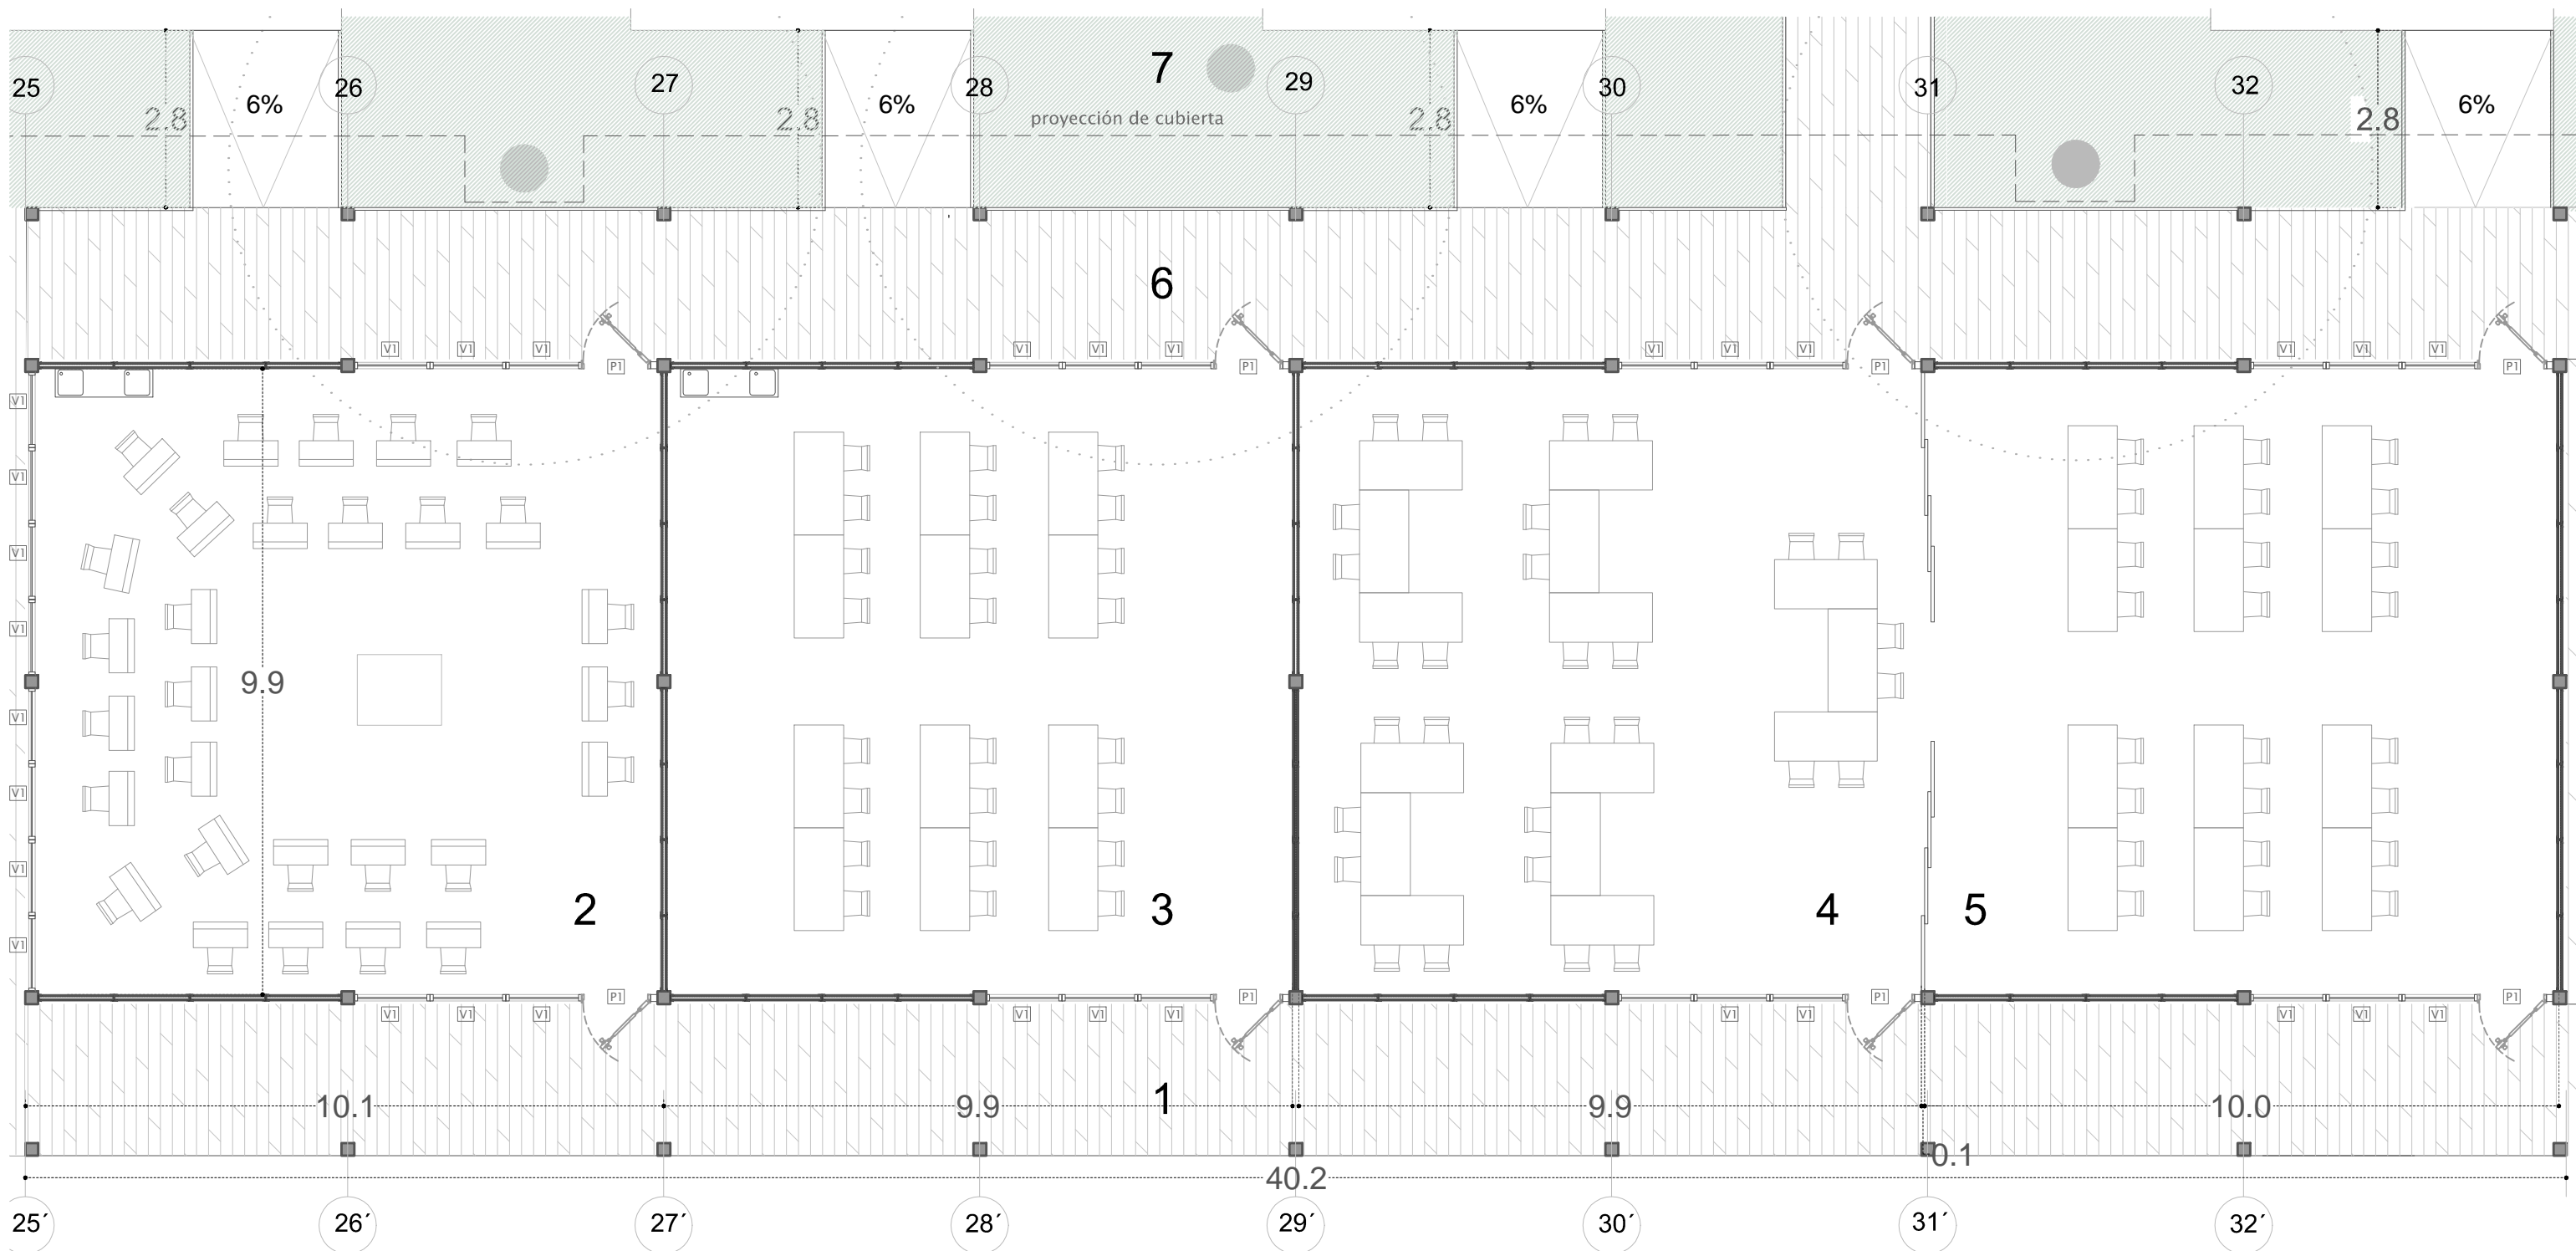 7
25 26 27 28 29 30 31 32
6% 6% 6% 6%
2.8 2.8 2.8 2.8
proyección de cubierta
6
V1 V1 V1 V1 V1 V1 V1 V1 V1 V1 V1 V1
P1 P1 P1 P1
V1
V1
V1
V1
9.9
V1
V1
V1
V1
2 3 4 5
P1 P1 P1 P1
V1 V1 V1 V1 V1 V1 V1 V1 V1 V1 V1
1
10.1 9.9 9.9 10.0
0.1
40.2
25´ 26´ 27´ 28´ 29´ 30´ 31´ 32´